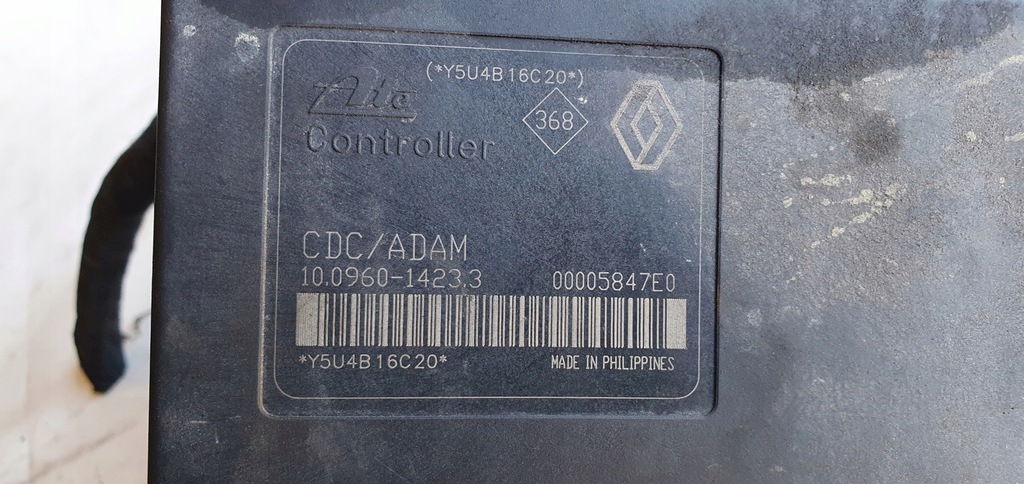 (*Y5U4B16C20*)
Ate
368
Controller
CDC/ADAM
10.0960-1423.3 00005847E0
*Y5U4B16C20* MADE IN PHILIPPINES